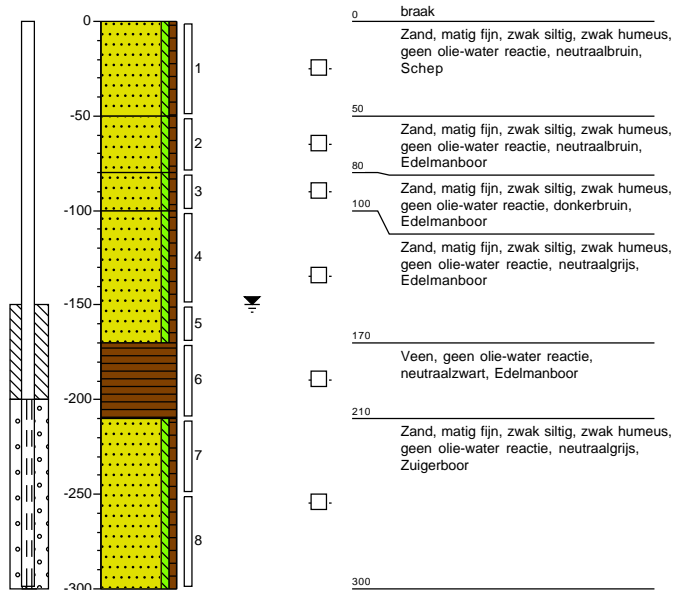 0
-50
-100
-150
-200
-250
-300
1
2
3
4
5
6
7
8
0 braak
Zand, matig fijn, zwak siltig, zwak humeus,
geen olie-water reactie, neutraalbruin,
Schep
50
Zand, matig fijn, zwak siltig, zwak humeus,
geen olie-water reactie, neutraalbruin,
Edelmanboor
80
Zand, matig fijn, zwak siltig, zwak humeus,
geen olie-water reactie, donkerbruin,
Edelmanboor
100
Zand, matig fijn, zwak siltig, zwak humeus,
geen olie-water reactie, neutraalgrijs,
Edelmanboor
170
Veen, geen olie-water reactie,
neutraalzwart, Edelmanboor
210
Zand, matig fijn, zwak siltig, zwak humeus,
geen olie-water reactie, neutraalgrijs,
Zuigerboor
300